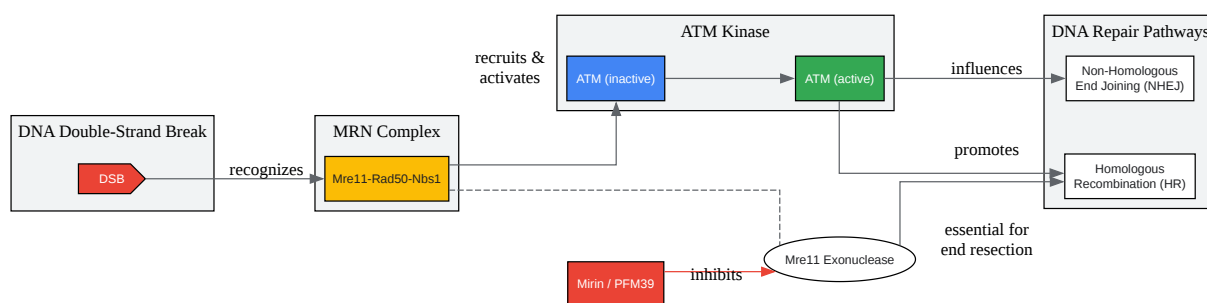 DNA Double-Strand Break
DSB
recognizes
MRN Complex
Mre11-Rad50-Nbs1
recruits &
activates
ATM Kinase
ATM (inactive)
ATM (active)
influences
promotes
DNA Repair Pathways
Non-Homologous
End Joining (NHEJ)
Homologous
Recombination (HR)
essential for
end resection
Mre11 Exonuclease
inhibits
Mirin / PFM39